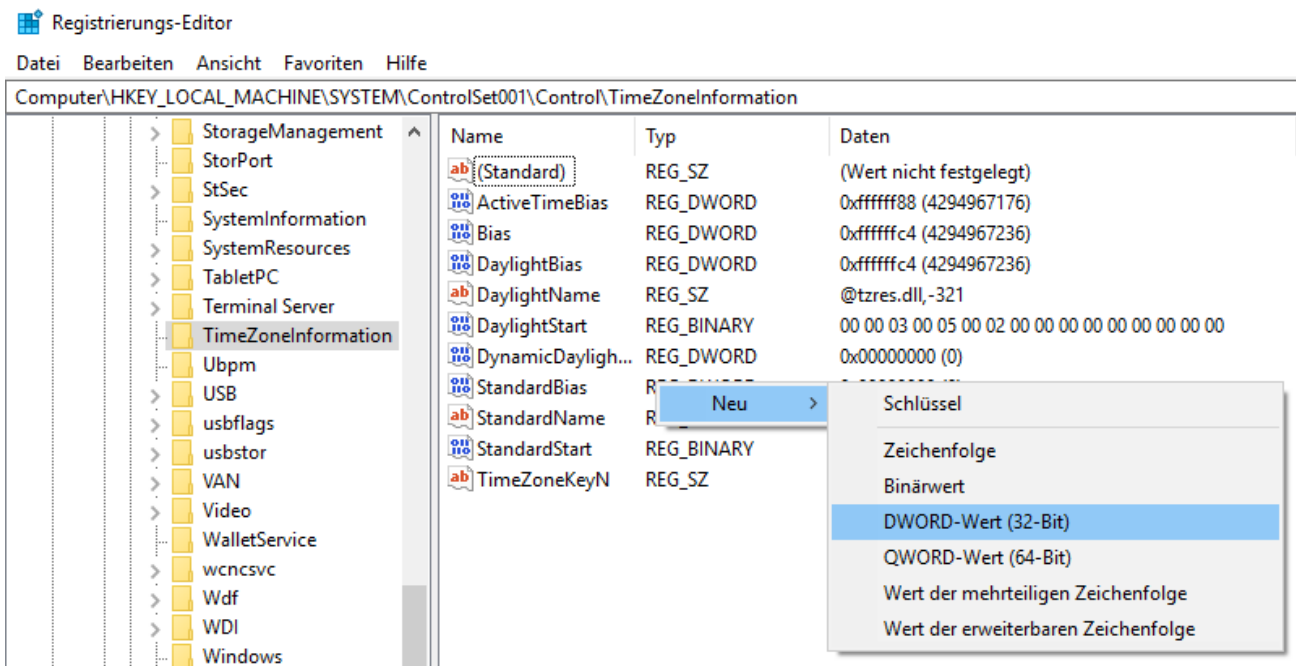 Registrierungs-Editor
Datei Bearbeiten Ansicht Favoriten Hilfe
Computer\HKEY_LOCAL_MACHINE\SYSTEM\ControlSet001\Control\TimeZoneInformation
StorageManagement
StorPort
StSec
SystemInformation
SystemResources
TabletPC
Terminal Server
TimeZoneInformation
Ubpm
USB
usbflags
usbstor
VAN
Video
WalletService
wcncsvc
Wdf
WDI
Windows
Name Typ Daten
(Standard) REG_SZ (Wert nicht festgelegt)
ActiveTimeBias REG_DWORD 0xffffff88 (4294967176)
Bias REG_DWORD 0xffffffc4 (4294967236)
DaylightBias REG_DWORD 0xffffffc4 (4294967236)
DaylightName REG_SZ @tzres.dll,-321
DaylightStart REG_BINARY 00 00 03 00 05 00 02 00 00 00 00 00 00 00 00 00
DynamicDayligh... REG_DWORD 0x00000000 (0)
StandardBias
StandardName
StandardStart REG_BINARY
TimeZoneKeyN REG_SZ
Neu
Schlüssel
Zeichenfolge
Binärwert
DWORD-Wert (32-Bit)
QWORD-Wert (64-Bit)
Wert der mehrteiligen Zeichenfolge
Wert der erweiterbaren Zeichenfolge